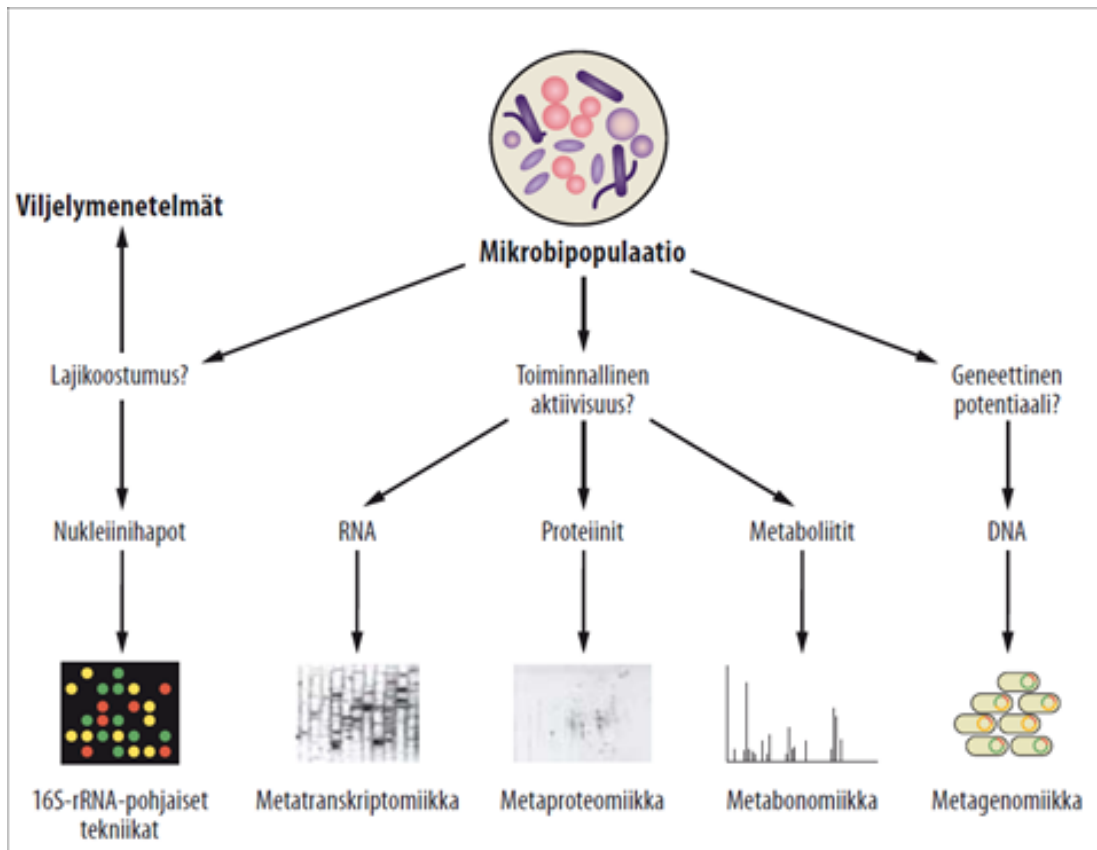 Viljelymenetelmät
Mikrobipopulaatio
Lajikoostumus?
Toiminnallinen
aktiivisuus?
Geneettinen
potentiaali?
Nukleiinihapot
RNA
Proteiinit
Metaboliitit
DNA
16S-rRNA-pohjaiset
tekniikat
Metatranskriptomiikka
Metaproteomiikka
Metabonomiikka
Metagenomiikka